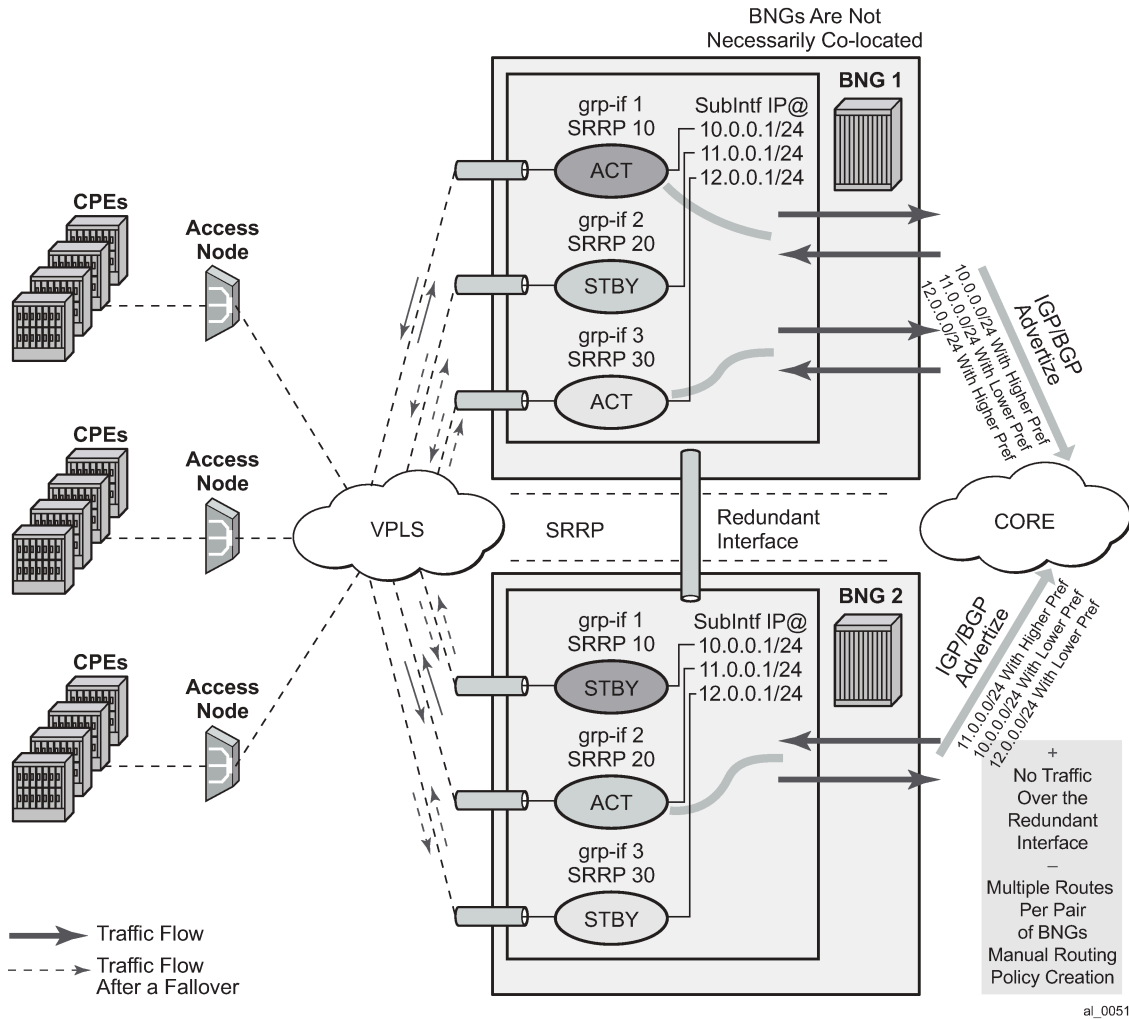 BNGs Are Not
Necessarily Co-located
BNG 1
grp-if 1
SRRP 10
ACT
SubIntf IP@
10.0.0.1/24
11.0.0.1/24
12.0.0.1/24
grp-if 2
SRRP 20
STBY
grp-if 3
SRRP 30
ACT
CPEs
Access
Node
CPEs
Access
Node
CPEs
Access
Node
VPLS
SRRP
Redundant
Interface
CORE
10.0.0.0/24 With Higher Pref
11.0.0.0/24 With Lower Pref
12.0.0.0/24 With Higher Pref
IGP/BGP
Advertize
BNG 2
grp-if 1
SRRP 10
STBY
SubIntf IP@
10.0.0.1/24
11.0.0.1/24
12.0.0.1/24
grp-if 2
SRRP 20
ACT
grp-if 3
SRRP 30
STBY
IGP/BGP
Advertize
11.0.0.0/24 With Higher Pref
10.0.0.0/24 With Lower Pref
12.0.0.0/24 With Lower Pref
+
No Traffic
Over the
Redundant
Interface
–
Multiple Routes
Per Pair
of BNGs
Manual Routing
Policy Creation
Traffic Flow
Traffic Flow
After a Fallover
al_0051